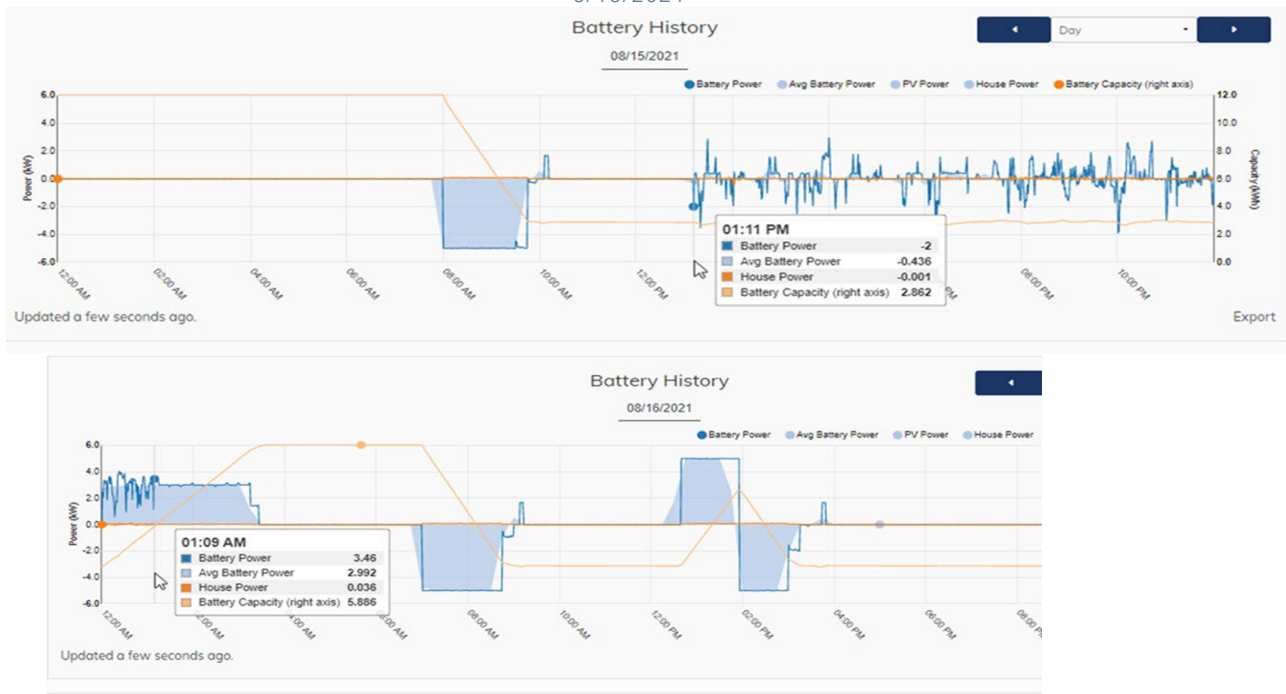 Battery History
Day
08/15/2021
Battery Power Avg Battery Power PV Power House Power Battery Capacity (right axis)
6.0 12.0
4.0 10.0
2.0 8.0
0.0 6.0
-2.0 4.0
-4.0 2.0
-6.0 0.0
Power (kW)
Capacity (kWh)
01:11 PM
Battery Power -2
Avg Battery Power -0.436
House Power -0.001
Battery Capacity (right axis) 2.862
12:00 AM 02:00 AM 04:00 AM 06:00 AM 08:00 AM 10:00 AM 12:00 PM PM 08:00 PM 10:00 PM
Updated a few seconds ago. Export
Battery History
08/16/2021
Battery Power Avg Battery Power PV Power House Power
6.0
4.0
2.0
0.0
-2.0
-4.0
-6.0
Power (kW)
01:09 AM
Battery Power 3.46
Avg Battery Power 2.992
House Power 0.036
Battery Capacity (right axis) 5.886
12:00 AM 08:00 AM 10:00 AM 12:00 PM 02:00 PM 04:00 PM 06:00 PM
Updated a few seconds ago.